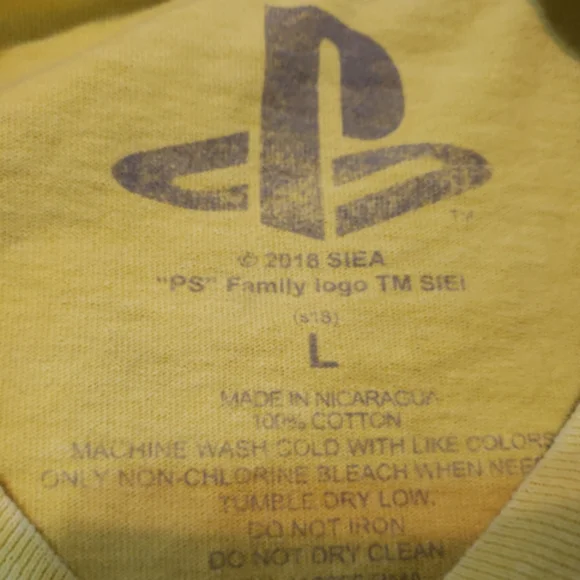 TM
© 2018 SIEA
"PS" Family logo TM SIEI
(s18)
L
MADE IN NICARAGUA
100% COTTON
MACHINE WASH COLD WITH LIKE COLORS
ONLY NON-CHLORINE BLEACH WHEN
TUMBLE DRY LOW.
DO NOT IRON
DO NOT DRY CLEAN